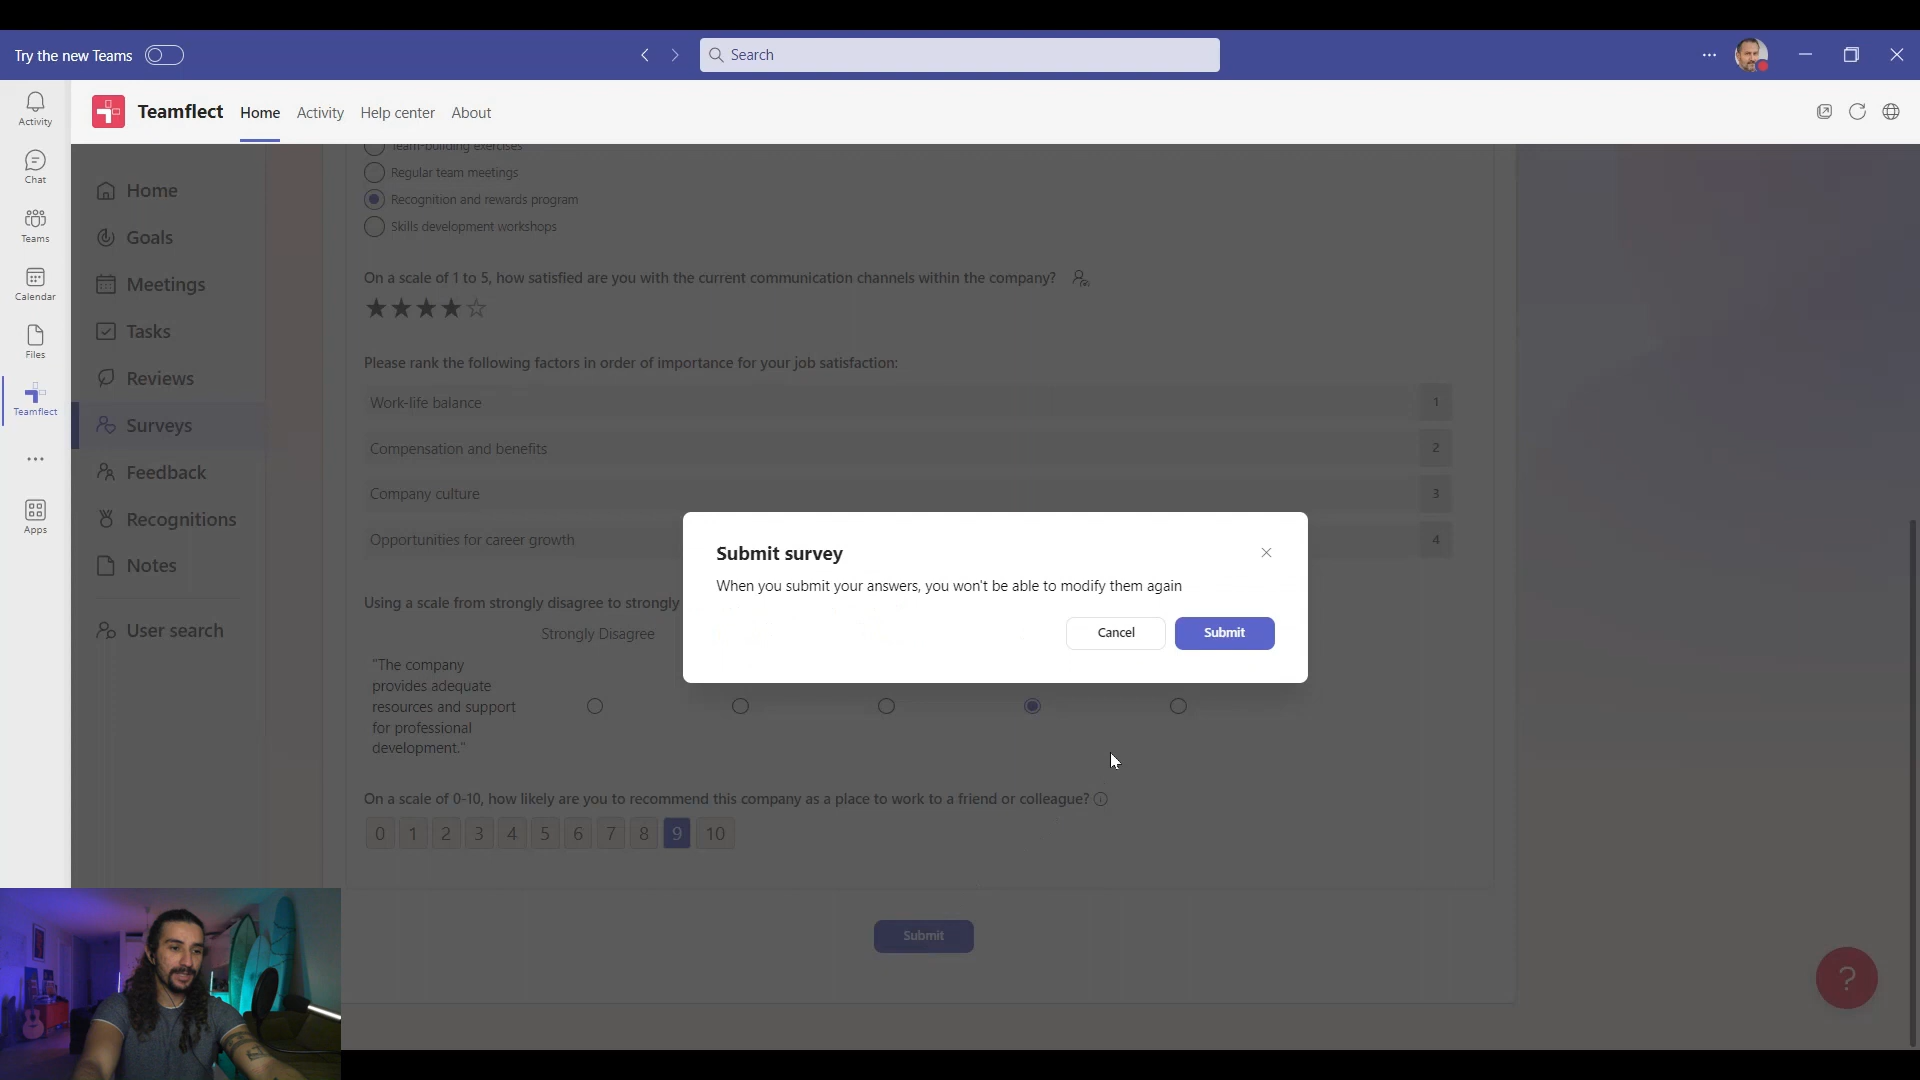 Try the new Teams
Search
Activity
Chat
Teams
Calendar
Files
Teamflect
Apps
Teamflect Home Activity Help center About
Home
Goals
Meetings
Tasks
Reviews
Surveys
Feedback
Recognitions
Notes
User search
Team-building exercises
Regular team meetings
Recognition and rewards program
Skills development workshops
On a scale of 1 to 5, how satisfied are you with the current communication channels within the company?
Please rank the following factors in order of importance for your job satisfaction:
Work-life balance 1
Compensation and benefits 2
Company culture 3
Opportunities for career growth 4
Using a scale from strongly disagree to strongly
Strongly Disagree
"The company
provides adequate
resources and support
for professional
development."
Submit survey
When you submit your answers, you won't be able to modify them again
Cancel Submit
On a scale of 0-10, how likely are you to recommend this company as a place to work to a friend or colleague?
0 1 2 3 4 5 6 7 8 9 10
Submit
?